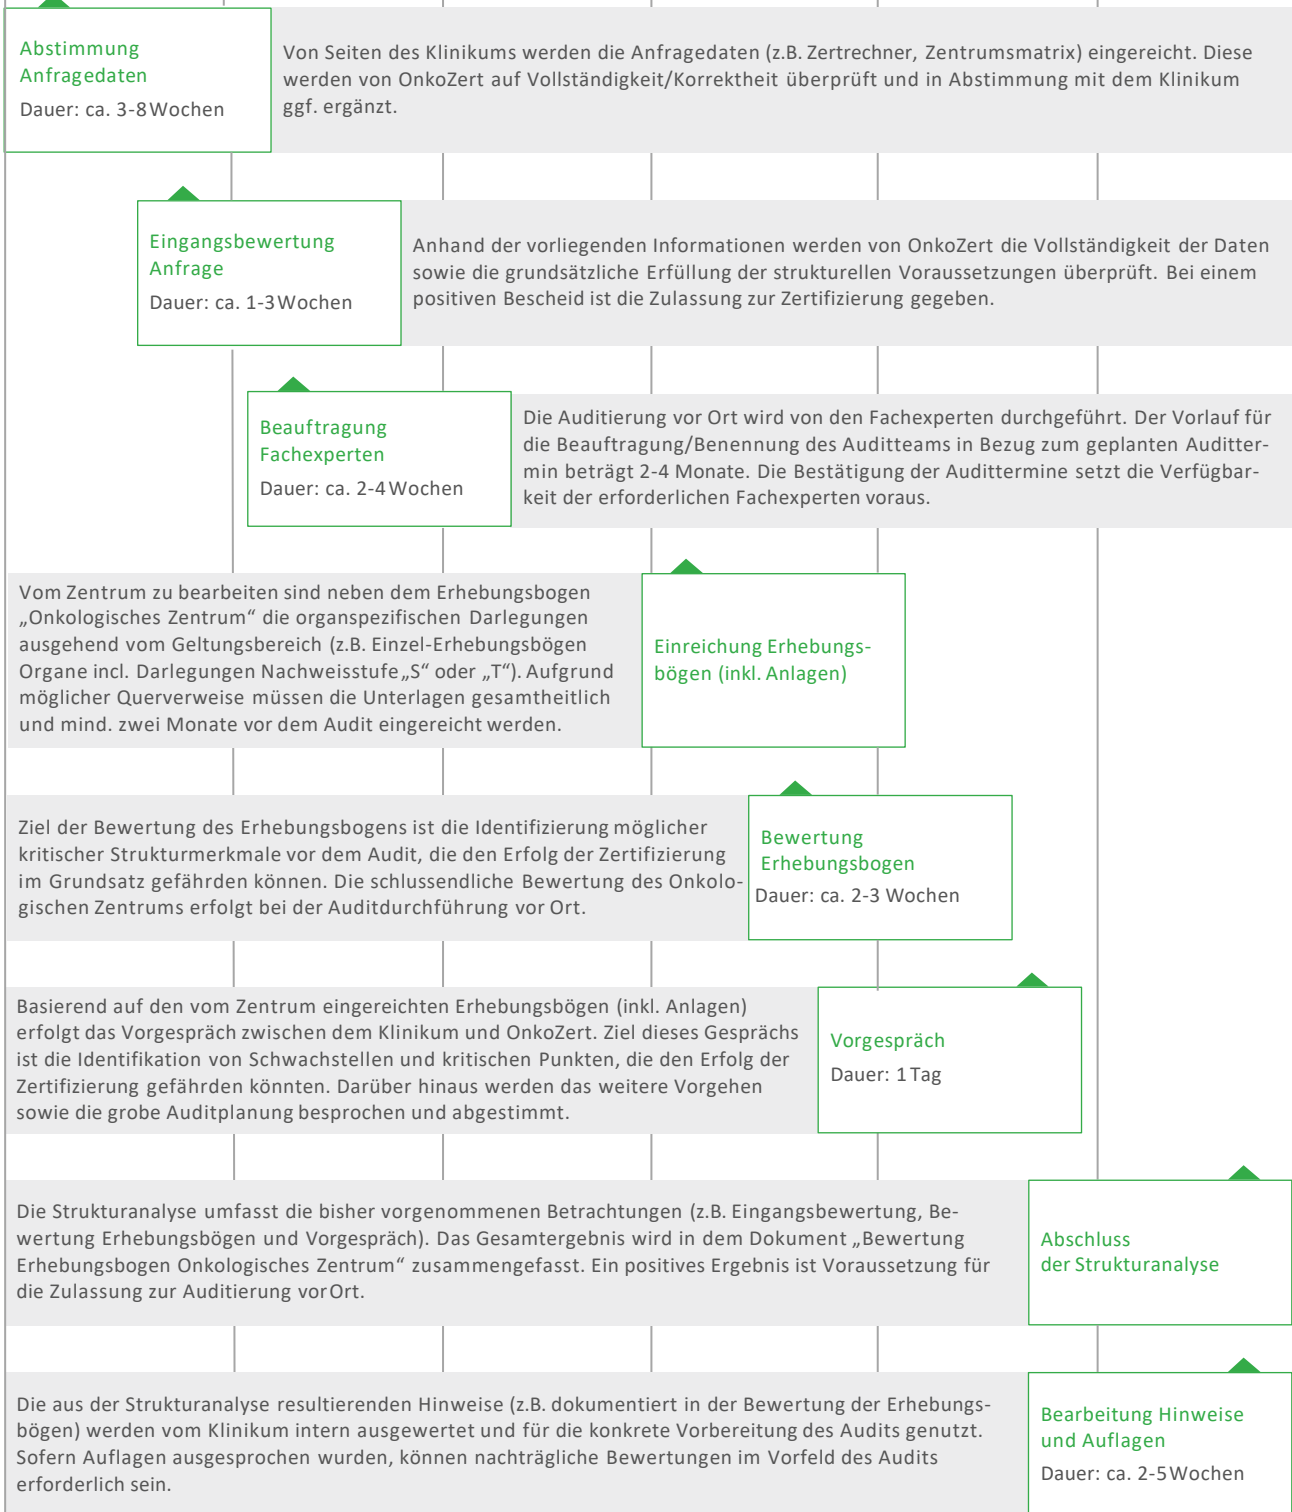 Abstimmung
Anfragedaten
Dauer: ca. 3-8 Wochen
Von Seiten des Klinikums werden die Anfragedaten (z.B. Zertrechner, Zentrumsmatrix) eingereicht. Diese
werden von OnkoZert auf Vollständigkeit/Korrektheit überprüft und in Abstimmung mit dem Klinikum
ggf. ergänzt.
Eingangsbewertung
Anfrage
Dauer: ca. 1-3 Wochen
Anhand der vorliegenden Informationen werden von OnkoZert die Vollständigkeit der Daten
sowie die grundsätzliche Erfüllung der strukturellen Voraussetzungen überprüft. Bei einem
positiven Bescheid ist die Zulassung zur Zertifizierung gegeben.
Beauftragung
Fachexperten
Dauer: ca. 2-4 Wochen
Die Auditierung vor Ort wird von den Fachexperten durchgeführt. Der Vorlauf für
die Beauftragung/Benennung des Auditteams in Bezug zum geplanten Auditter-
min beträgt 2-4 Monate. Die Bestätigung der Audittermine setzt die Verfügbar-
keit der erforderlichen Fachexperten voraus.
Vom Zentrum zu bearbeiten sind neben dem Erhebungsbogen
„Onkologisches Zentrum“ die organspezifischen Darlegungen
ausgehend vom Geltungsbereich (z.B. Einzel-Erhebungsbögen
Organe incl. Darlegungen Nachweisstufe „S“ oder „T“). Aufgrund
möglicher Querverweise müssen die Unterlagen gesamtheitlich
und mind. zwei Monate vor dem Audit eingereicht werden.
Einreichung Erhebungs-
bögen (inkl. Anlagen)
Ziel der Bewertung des Erhebungsbogens ist die Identifizierung möglicher
kritischer Strukturmerkmale vor dem Audit, die den Erfolg der Zertifizierung
im Grundsatz gefährden können. Die schlussendliche Bewertung des Onkolo-
gischen Zentrums erfolgt bei der Auditdurchführung vor Ort.
Bewertung
Erhebungsbogen
Dauer: ca. 2-3 Wochen
Basierend auf den vom Zentrum eingereichten Erhebungsbögen (inkl. Anlagen)
erfolgt das Vorgespräch zwischen dem Klinikum und OnkoZert. Ziel dieses Gesprächs
ist die Identifikation von Schwachstellen und kritischen Punkten, die den Erfolg der
Zertifizierung gefährden könnten. Darüber hinaus werden das weitere Vorgehen
sowie die grobe Auditplanung besprochen und abgestimmt.
Vorgespräch
Dauer: 1 Tag
Die Strukturanalyse umfasst die bisher vorgenommenen Betrachtungen (z.B. Eingangsbewertung, Be-
wertung Erhebungsbögen und Vorgespräch). Das Gesamtergebnis wird in dem Dokument „Bewertung
Erhebungsbogen Onkologisches Zentrum“ zusammengefasst. Ein positives Ergebnis ist Voraussetzung für
die Zulassung zur Auditierung vor Ort.
Abschluss
der Strukturanalyse
Die aus der Strukturanalyse resultierenden Hinweise (z.B. dokumentiert in der Bewertung der Erhebungs-
bögen) werden vom Klinikum intern ausgewertet und für die konkrete Vorbereitung des Audits genutzt.
Sofern Auflagen ausgesprochen wurden, können nachträgliche Bewertungen im Vorfeld des Audits
erforderlich sein.
Bearbeitung Hinweise
und Auflagen
Dauer: ca. 2-5 Wochen